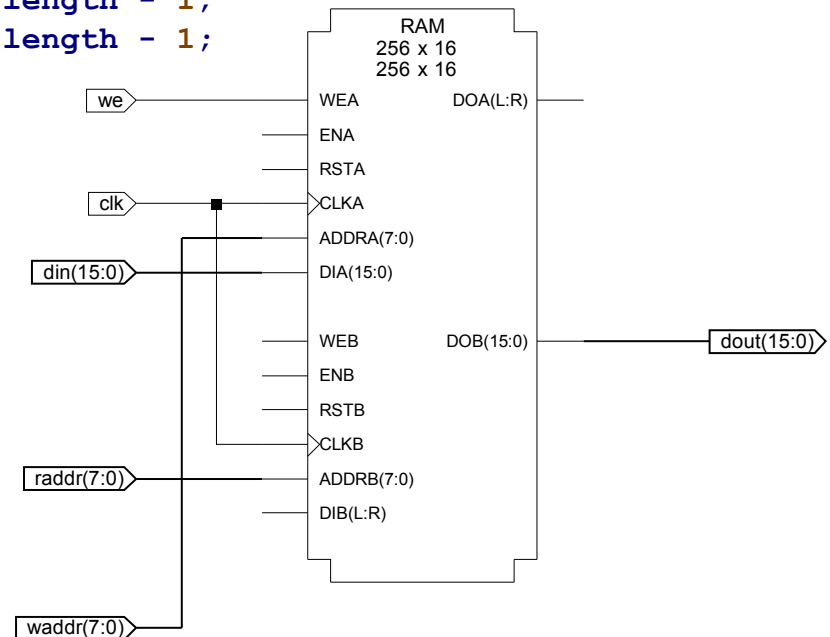 length - 1;
length - 1;
RAM
256 x 16
256 x 16
we
WEA
DOA(L:R)
ENA
RSTA
clk
CLKA
ADDRA(7:0)
din(15:0)
DIA(15:0)
WEB
DOB(15:0)
dout(15:0)
ENB
RSTB
CLKB
raddr(7:0)
ADDRB(7:0)
DIB(L:R)
waddr(7:0)